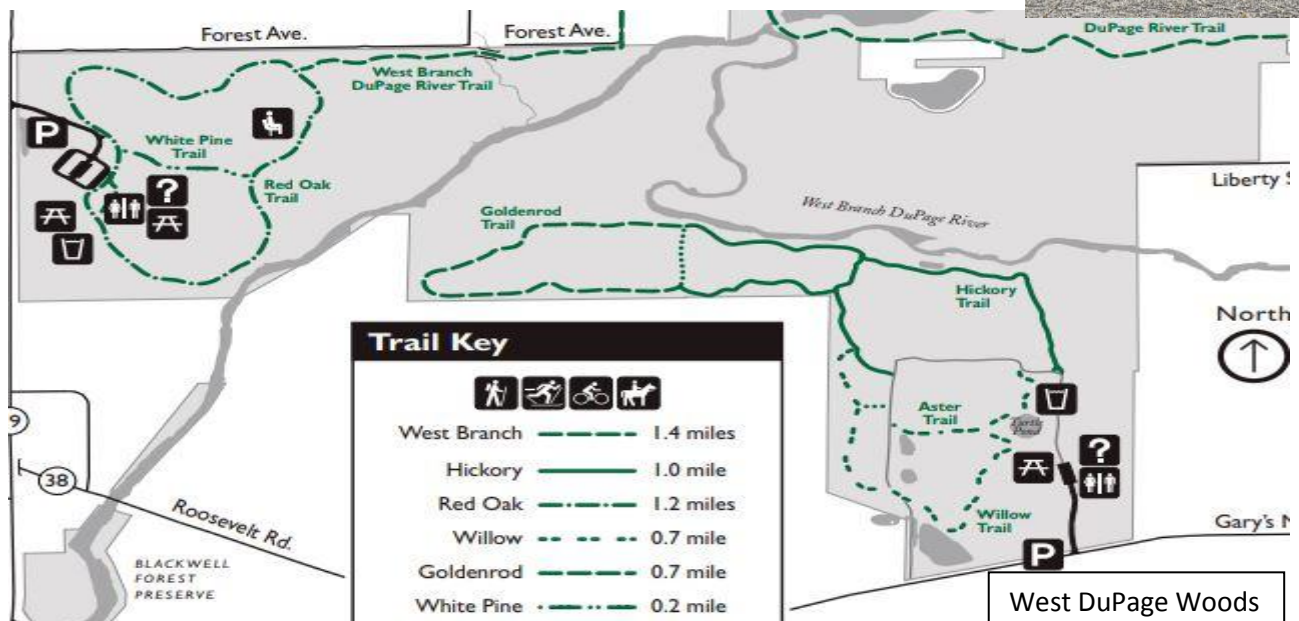 Forest Ave.
Forest Ave.
DuPage River Trail
West Branch
DuPage River Trail
P
White Pine
Trail
?
Red Oak
Trail
Liberty
Goldenrod
Trail
West Branch DuPage River
Hickory
Trail
North
Trail Key
West Branch 1.4 miles
Hickory 1.0 mile
Red Oak 1.2 miles
Willow 0.7 mile
Goldenrod 0.7 mile
White Pine 0.2 mile
Aster
Trail
Turtle
Pond
?
Willow
Trail
P
Gary's
9
38
Roosevelt Rd.
BLACKWELL
FOREST
PRESERVE
West DuPage Woods